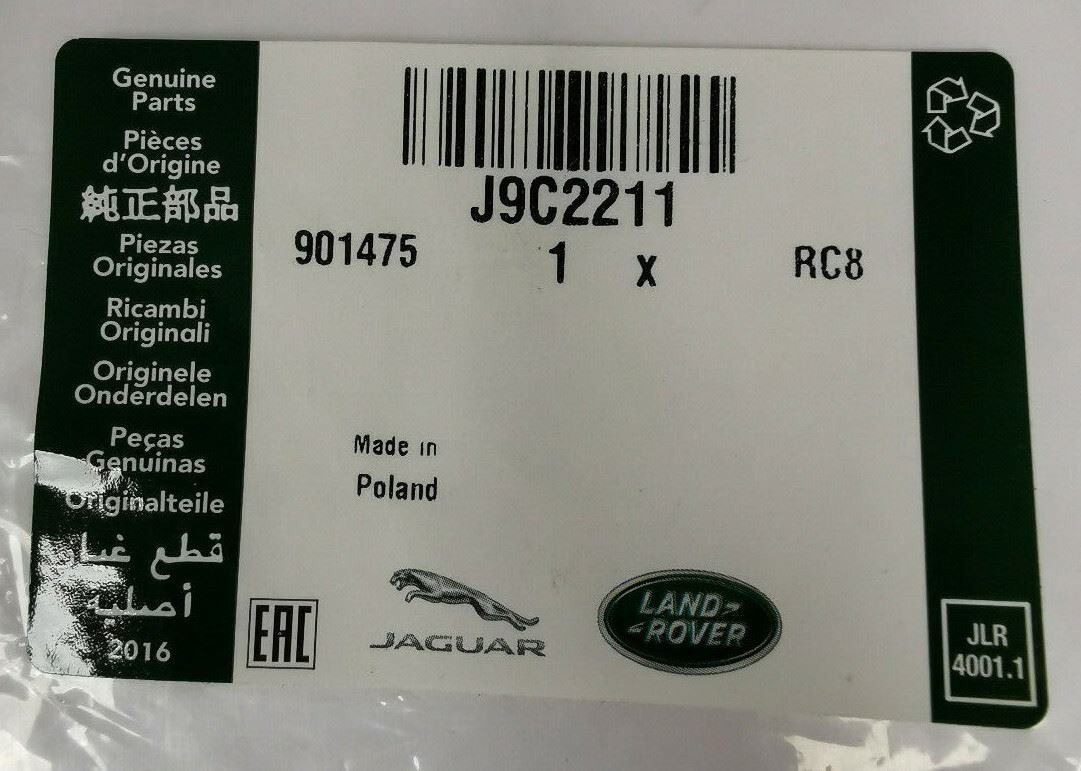 Genuine
Parts
Pièces
d'Origine
純正部品
Piezas
Originales
Ricambi
Originali
Originele
Onderdelen
Peças
Genuínas
Originalteile
قطع غيار
أصلية
2016
J9C2211
901475 1 x RC8
Made in
Poland
EAC
JAGUAR
LAND
ROVER
JLR
4001.1